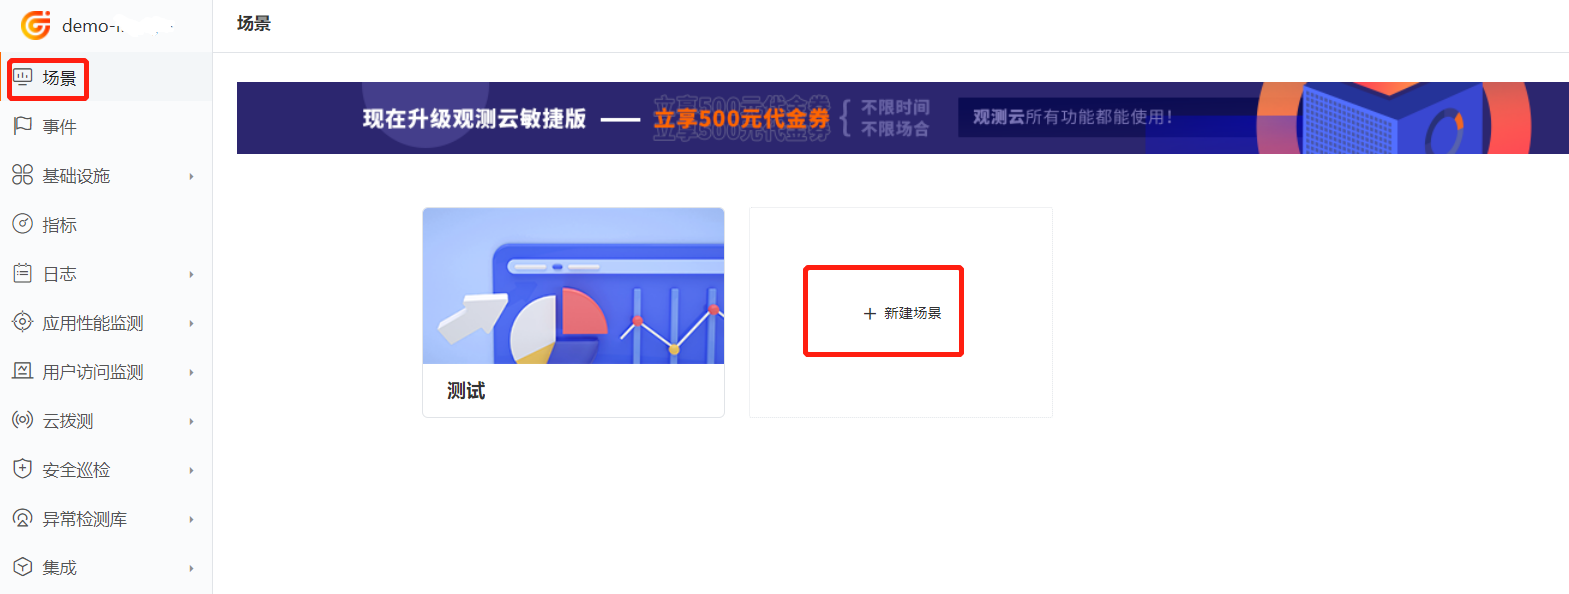 demo-
场景
场景
事件
基础设施
指标
日志
应用性能监测
用户访问监测
云拨测
安全巡检
异常检测库
集成
现在升级观测云敏捷版 —— 立享500元代金券 { 不限时间
不限场合
观测云所有功能都能使用！
测试
+ 新建场景